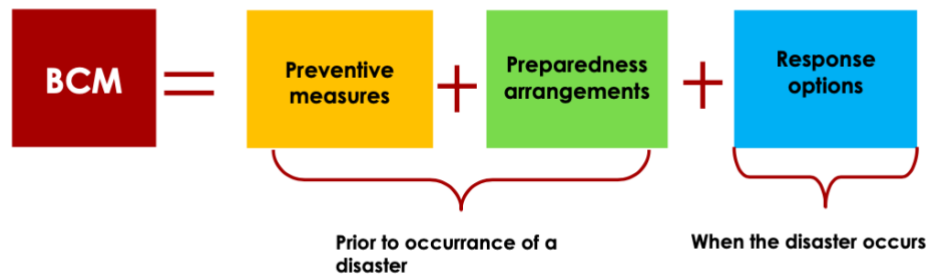 BCM
=
Preventive
measures
+
Preparedness
arrangements
+
Response
options
Prior to occurrance of a
disaster
When the disaster occurs